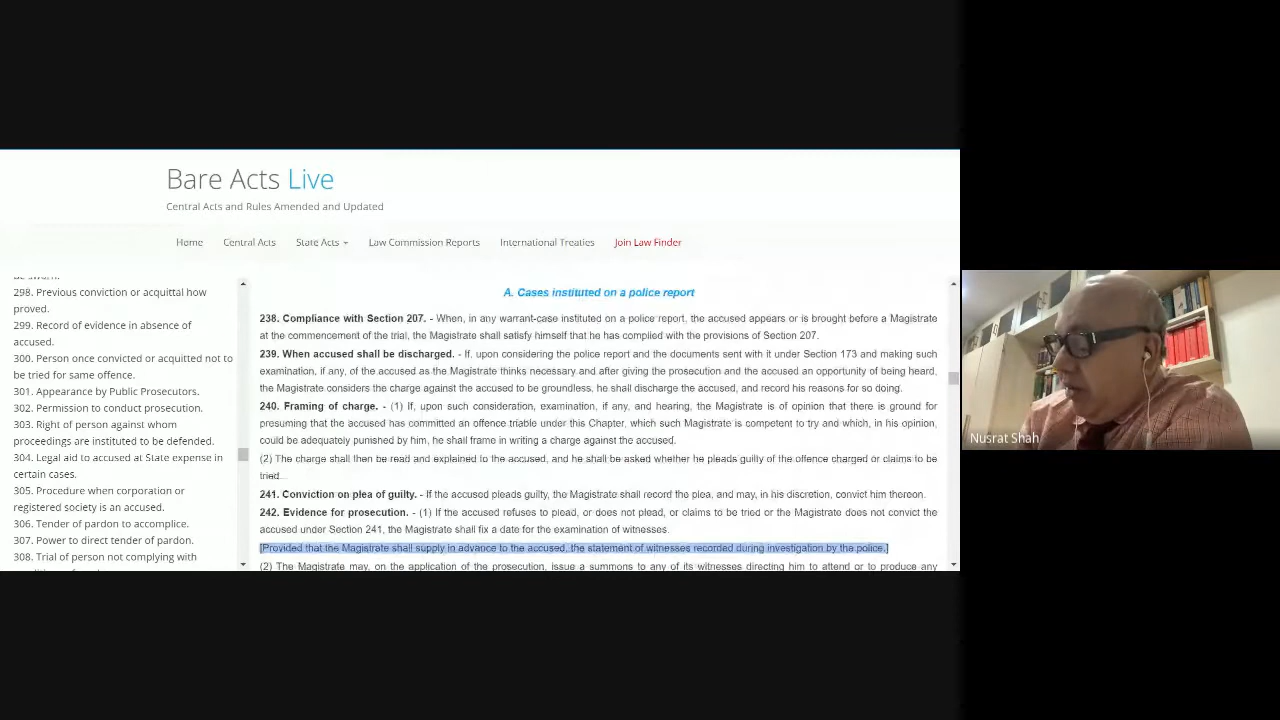 Bare Acts Live
Central Acts and Rules Amended and Updated
Home Central Acts State Acts Law Commission Reports International Treaties Join Law Finder
298. Previous conviction or acquittal how
proved.
299. Record of evidence in absence of
accused.
300. Person once convicted or acquitted not to
be tried for same offence.
301. Appearance by Public Prosecutors.
302. Permission to conduct prosecution.
303. Right of person against whom
proceedings are instituted to be defended.
304. Legal aid to accused at State expense in
certain cases.
305. Procedure when corporation or
registered society is an accused.
306. Tender of pardon to accomplice.
307. Power to direct tender of pardon.
308. Trial of person not complying with
A. Cases instituted on a police report
238. Compliance with Section 207. - When, in any warrant-case instituted on a police report, the accused appears or is brought before a Magistrate
at the commencement of the trial, the Magistrate shall satisfy himself that he has complied with the provisions of Section 207.
239. When accused shall be discharged. - If, upon considering the police report and the documents sent with it under Section 173 and making such
examination, if any, of the accused as the Magistrate thinks necessary and after giving the prosecution and the accused an opportunity of being heard,
the Magistrate considers the charge against the accused to be groundless, he shall discharge the accused, and record his reasons for so doing.
240. Framing of charge. - (1) If, upon such consideration, examination, if any, and hearing, the Magistrate is of opinion that there is ground for
presuming that the accused has committed an offence triable under this Chapter, which such Magistrate is competent to try and which, in his opinion,
could be adequately punished by him, he shall frame in writing a charge against the accused.
(2) The charge shall then be read and explained to the accused, and he shall be asked whether he pleads guilty of the offence charged or claims to be
tried.
241. Conviction on plea of guilty. - If the accused pleads guilty, the Magistrate shall record the plea, and may, in his discretion, convict him thereon.
242. Evidence for prosecution. - (1) If the accused refuses to plead, or does not plead, or claims to be tried or the Magistrate does not convict the
accused under Section 241, the Magistrate shall fix a date for the examination of witnesses.
[Provided that the Magistrate shall supply in advance to the accused, the statement of witnesses recorded during investigation by the police.]
(2) The Magistrate may, on the application of the prosecution, issue a summons to any of its witnesses directing him to attend or to produce any
Nusrat Shah